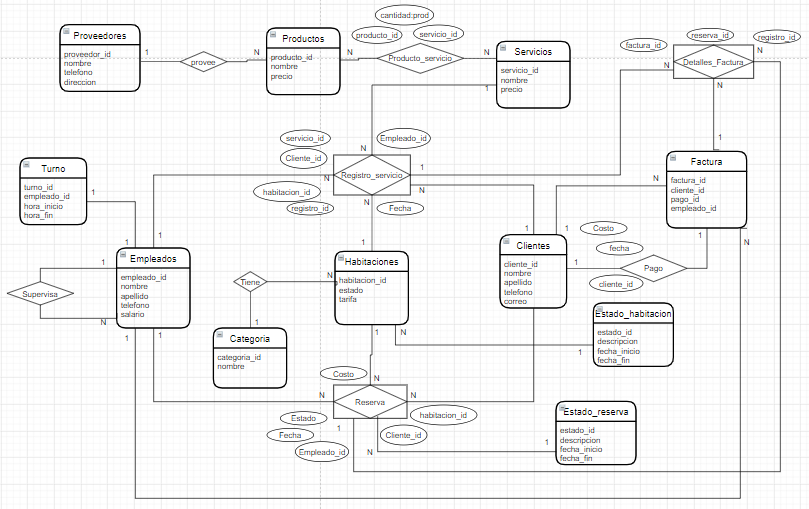 cantidad:prod
producto_id
servicio_id
Proveedores
proveedor_id
nombre
telefono
direccion
1
provee
N
Productos
producto_id
nombre
precio
N
Producto_servicio
N
Servicios
servicio_id
nombre
precio
1
factura_id
reserva_id
registro_id
N
Detalles_Factura
N
N
1
servicio_id
Empleado_id
Cliente_id
N
N
Registro_servicio
1
N
habitacion_id
registro_id
N
Fecha
Turno
turno_id
empleado_id
hora_inicio
hora_fin
1
Factura
factura_id
cliente_id
pago_id
empleado_id
N
1
N
1
1
Empleados
empleado_id
nombre
apellido
telefono
salario
1
N
1
1
Supervisa
Tiene
N
1
1
Habitaciones
habitacion_id
estado
tarifa
1
N
Categoria
categoria_id
nombre
1
1
Clientes
cliente_id
nombre
apellido
telefono
correo
1
Costo
fecha
Pago
cliente_id
Estado_habitacion
estado_id
descripcion
fecha_inicio
fecha_fin
1
Costo
N
N
Reserva
N
habitacion_id
Estado
Fecha
Empleado_id
1
N
Cliente_id
1
Estado_reserva
estado_id
descripcion
fecha_inicio
fecha_fin